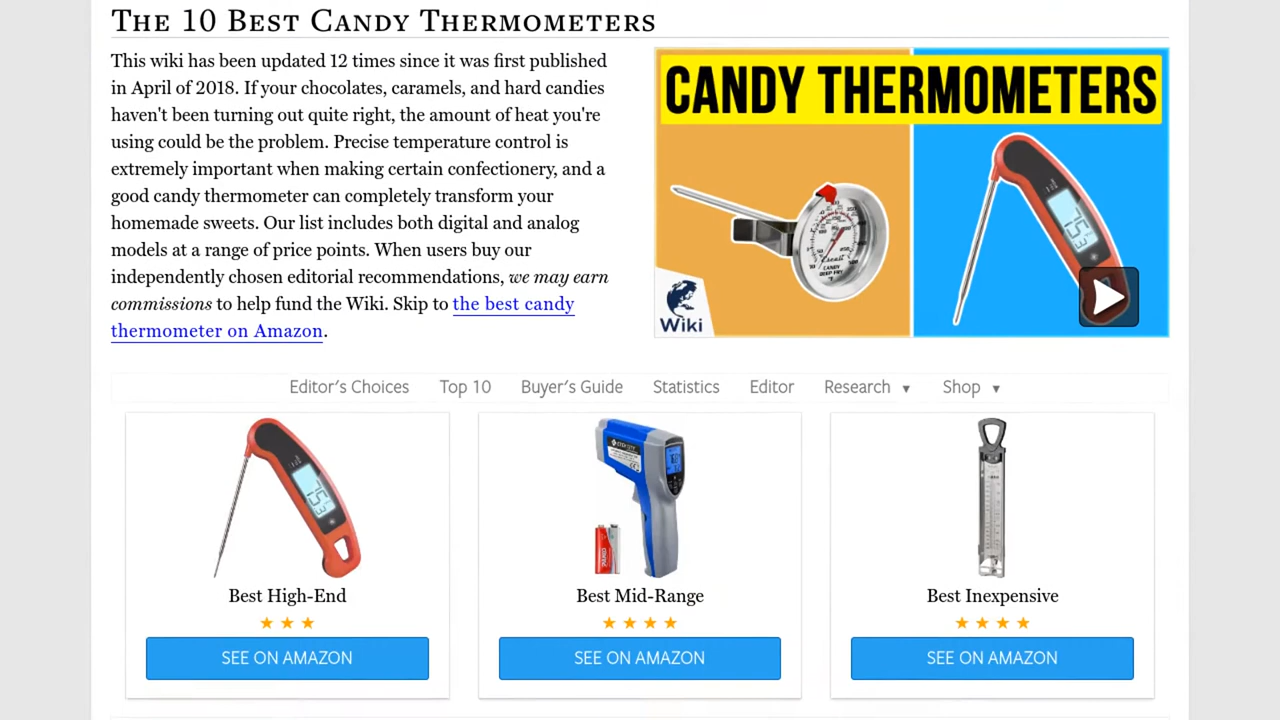 The 10 Best Candy Thermometers
This wiki has been updated 12 times since it was first published
in April of 2018. If your chocolates, caramels, and hard candies
haven't been turning out quite right, the amount of heat you're
using could be the problem. Precise temperature control is
extremely important when making certain confectionery, and a
good candy thermometer can completely transform your
homemade sweets. Our list includes both digital and analog
models at a range of price points. When users buy our
independently chosen editorial recommendations, we may earn
commissions to help fund the Wiki. Skip to the best candy
thermometer on Amazon.
CANDY THERMOMETERS
Wiki
Editor's Choices Top 10 Buyer's Guide Statistics Editor Research ▼ Shop ▼
Best High-End Best Mid-Range Best Inexpensive
★ ★ ★ ★ ★ ★ ★ ★ ★ ★ ★
SEE ON AMAZON SEE ON AMAZON SEE ON AMAZON